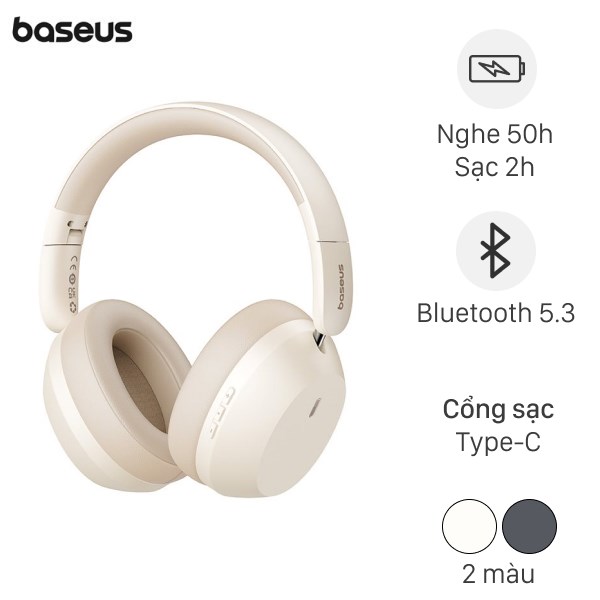 baseus
Nghe 50h
Sạc 2h
baseus
Bluetooth 5.3
Cổng sạc
Type-C
2 màu